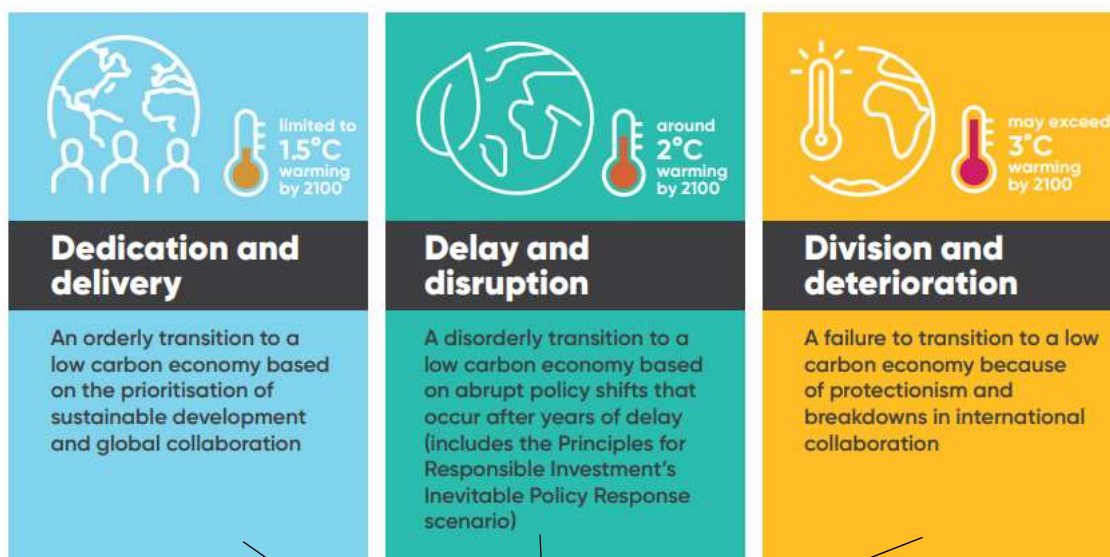 limited to
1.5°C
warming
by 2100
Dedication and
delivery
An orderly transition to a
low carbon economy based
on the prioritisation of
sustainable development
and global collaboration
around
2°C
warming
by 2100
Delay and
disruption
A disorderly transition to a
low carbon economy based
on abrupt policy shifts that
occur after years of delay
(includes the Principles for
Responsible Investment's
Inevitable Policy Response
scenario)
may exceed
3°C
warming
by 2100
Division and
deterioration
A failure to transition to a low
carbon economy because
of protectionism and
breakdowns in international
collaboration